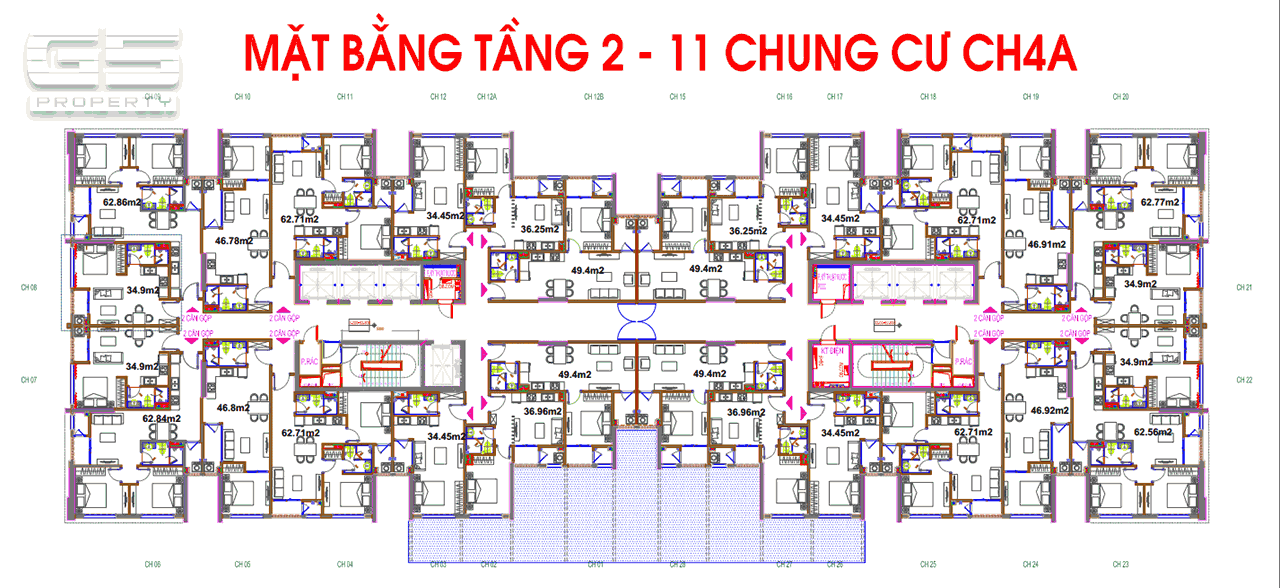 MẶT BẰNG TẦNG 2 - 11 CHUNG CƯ CH4A
PROPERTY
CH 09 CH 10 CH 11 CH 12 CH 12A CH 12B CH 15 CH 16 CH 17 CH 18 CH 19 CH 20
62.86m2 46.78m2 62.71m2 34.45m2 36.25m2 36.25m2 34.45m2 62.71m2 46.91m2 62.77m2
49.4m2 49.4m2
CH 08 34.9m2 34.9m2 CH 21
2 CĂN GỘP 2 CĂN GỘP 2 CĂN GỘP 2 CĂN GỘP
2 CĂN GỘP 2 CĂN GỘP 2 CĂN GỘP 2 CĂN GỘP
P.RÁC KT ĐIỆN P.RÁC
CH 07 34.9m2 49.4m2 49.4m2 34.9m2 CH 22
62.84m2 46.8m2 62.71m2 34.45m2 36.96m2 36.96m2 34.45m2 62.71m2 46.92m2 62.56m2
CH 06 CH 05 CH 04 CH 03 CH 02 CH 01 CH 27 CH 26 CH 25 CH 24 CH 23